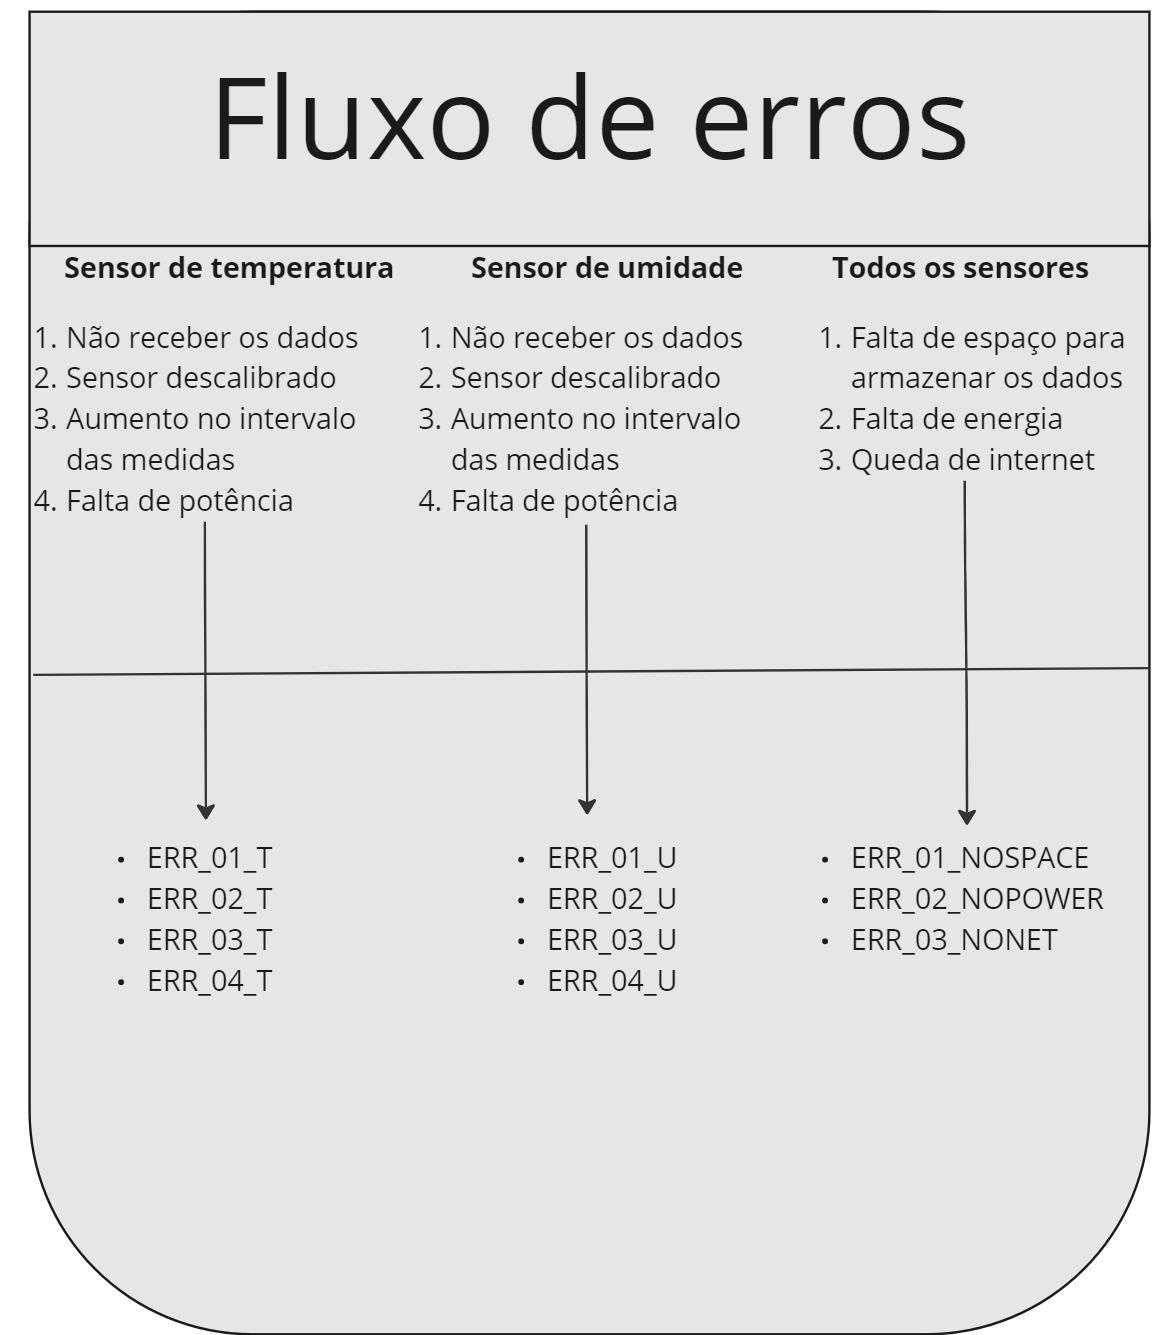 Fluxo de erros
Sensor de temperatura
1. Não receber os dados
2. Sensor descalibrado
3. Aumento no intervalo
das medidas
4. Falta de potência
Sensor de umidade
1. Não receber os dados
2. Sensor descalibrado
3. Aumento no intervalo
das medidas
4. Falta de potência
Todos os sensores
1. Falta de espaço para
armazenar os dados
2. Falta de energia
3. Queda de internet
• ERR_01_T
• ERR_02_T
• ERR_03_T
• ERR_04_T
• ERR_01_U
• ERR_02_U
• ERR_03_U
• ERR_04_U
• ERR_01_NOSPACE
• ERR_02_NOPOWER
• ERR_03_NONET